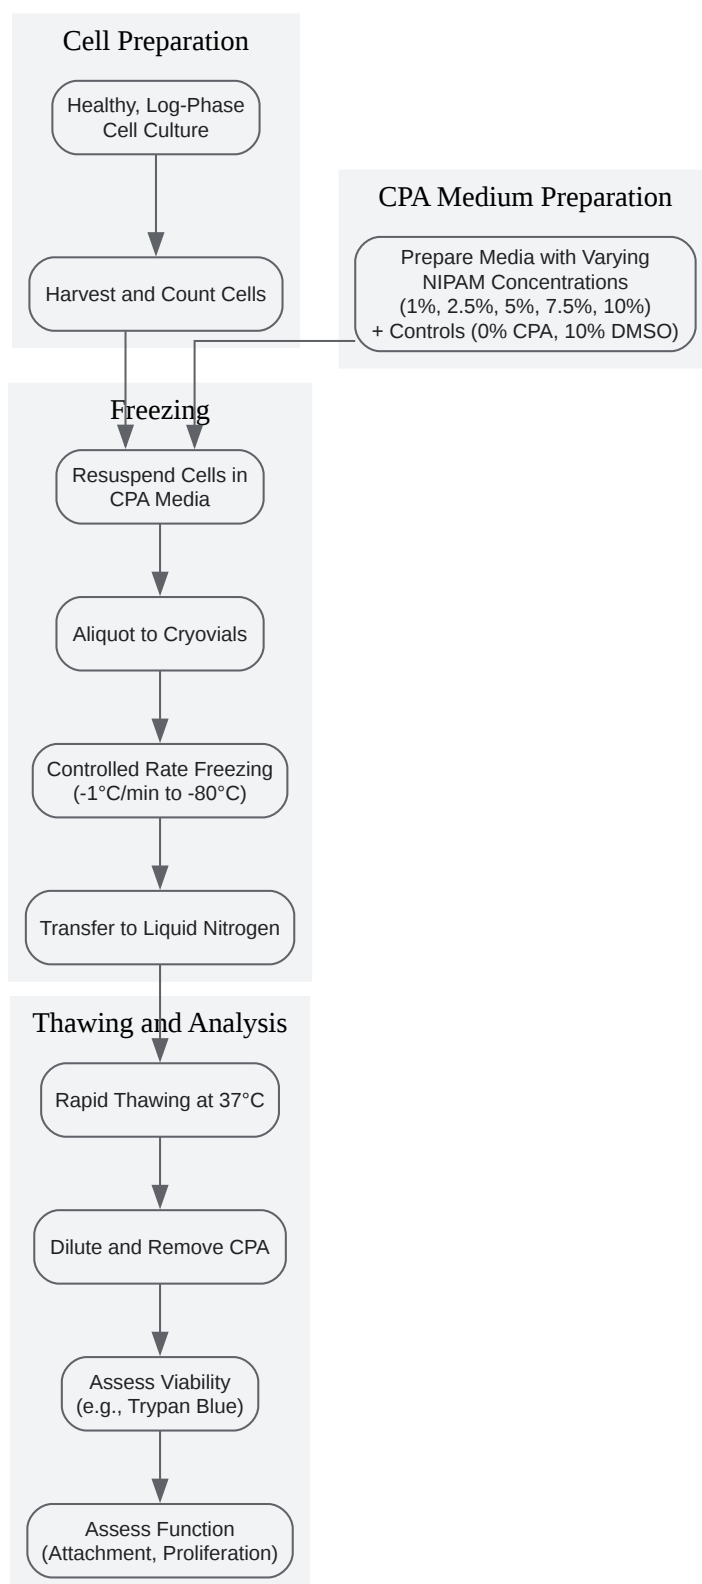 Cell Preparation
Healthy, Log-Phase
Cell Culture
Harvest and Count Cells
CPA Medium Preparation
Prepare Media with Varying
NIPAM Concentrations
(1%, 2.5%, 5%, 7.5%, 10%)
+ Controls (0% CPA, 10% DMSO)
Freezing
Resuspend Cells in
CPA Media
Aliquot to Cryovials
Controlled Rate Freezing
(-1°C/min to -80°C)
Transfer to Liquid Nitrogen
Thawing and Analysis
Rapid Thawing at 37°C
Dilute and Remove CPA
Assess Viability
(e.g., Trypan Blue)
Assess Function
(Attachment, Proliferation)